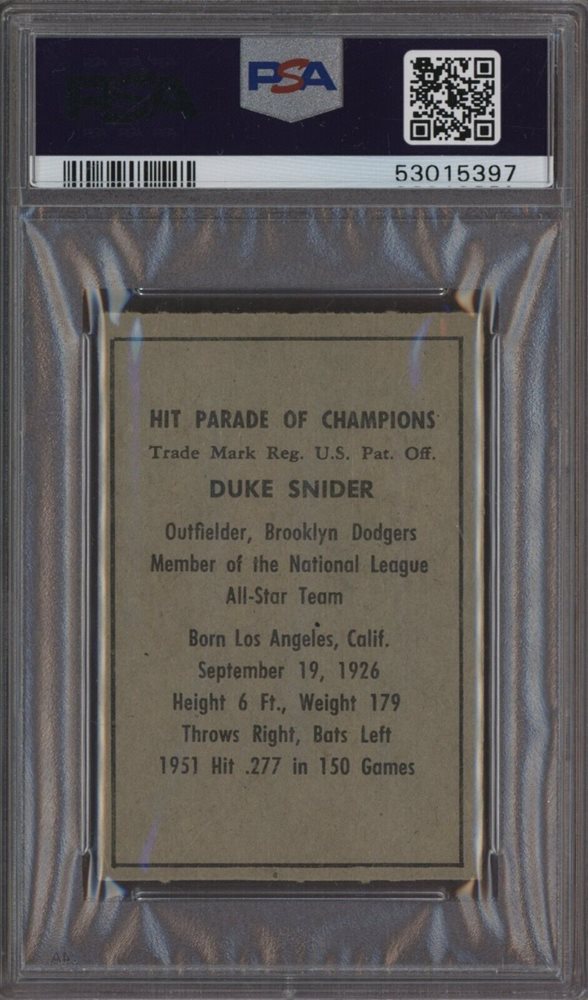 PSA
53015397
HIT PARADE OF CHAMPIONS
Trade Mark Reg. U.S. Pat. Off.
DUKE SNIDER
Outfielder, Brooklyn Dodgers
Member of the National League
All-Star Team
Born Los Angeles, Calif.
September 19, 1926
Height 6 Ft., Weight 179
Throws Right, Bats Left
1951 Hit .277 in 150 Games